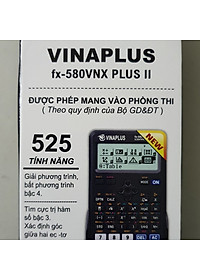 VINAPLUS
fx-580VNX PLUS II
ĐƯỢC PHÉP MANG VÀO PHÒNG THI
( Theo quy định của Bộ GD&ĐT )
525
TÍNH NĂNG
Giải phương trình,
bất phương trình
bậc 4.
Tìm cực trị hàm
số bậc 3.
Xác định góc
giữa hai ec -tơ
VINAPLUS
NEW
8:Table
ON